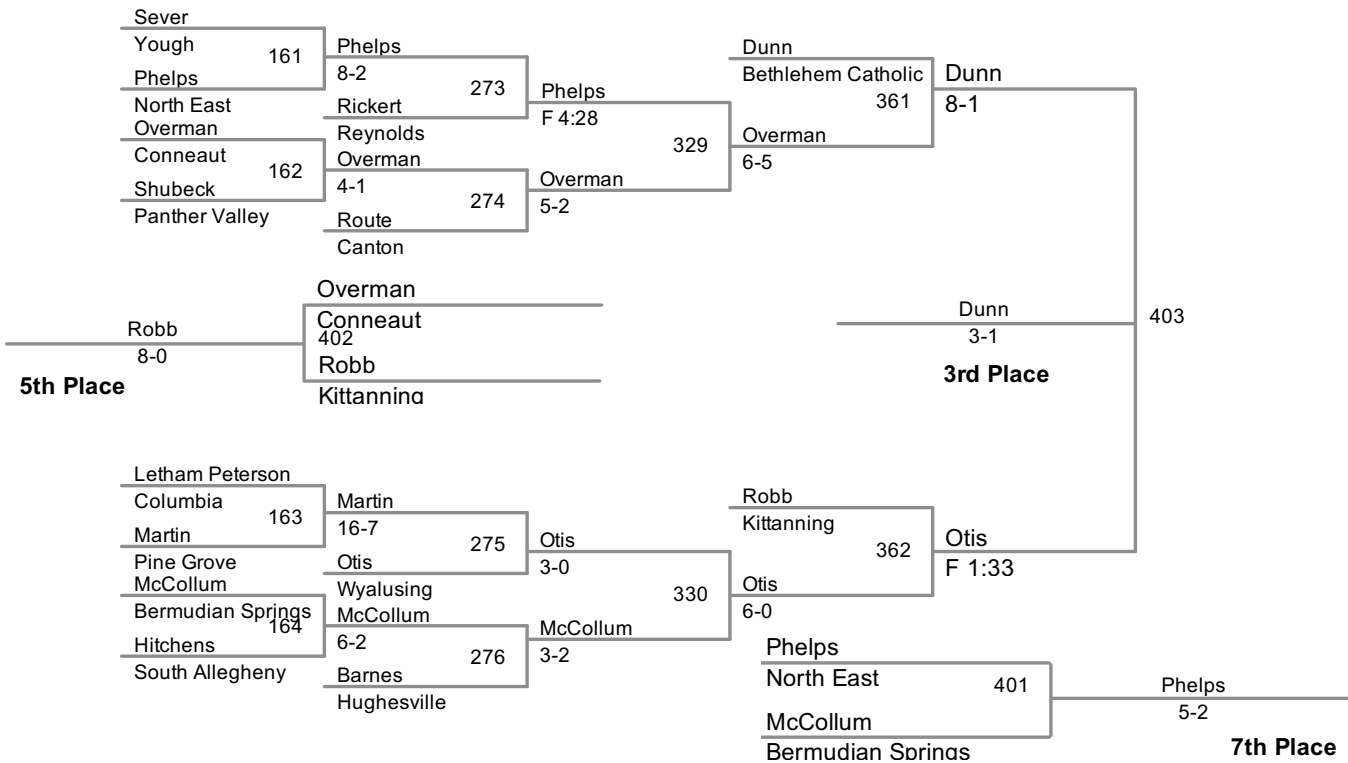 Sever
Yough
161
Phelps
North East
Overman
Conneaut
162
Shubeck
Panther Valley
Phelps
8-2
273
Rickert
Reynolds
Overman
4-1
274
Route
Canton
Phelps
F 4:28
329
Overman
5-2
Dunn
Bethlehem Catholic
361
Overman
6-5
Dunn
8-1
Overman
Conneaut
402
Robb
Kittanning
Robb
8-0
5th Place
Dunn
3-1
3rd Place
403
Letham Peterson
Columbia
163
Martin
Pine Grove
McCollum
Bermudian Springs
164
Hitchens
South Allegheny
Martin
16-7
275
Otis
Wyalusing
McCollum
6-2
276
Barnes
Hughesville
Otis
3-0
330
McCollum
3-2
Robb
Kittanning
362
Otis
6-0
Otis
F 1:33
Phelps
North East
401
McCollum
Bermudian Springs
Phelps
5-2
7th Place